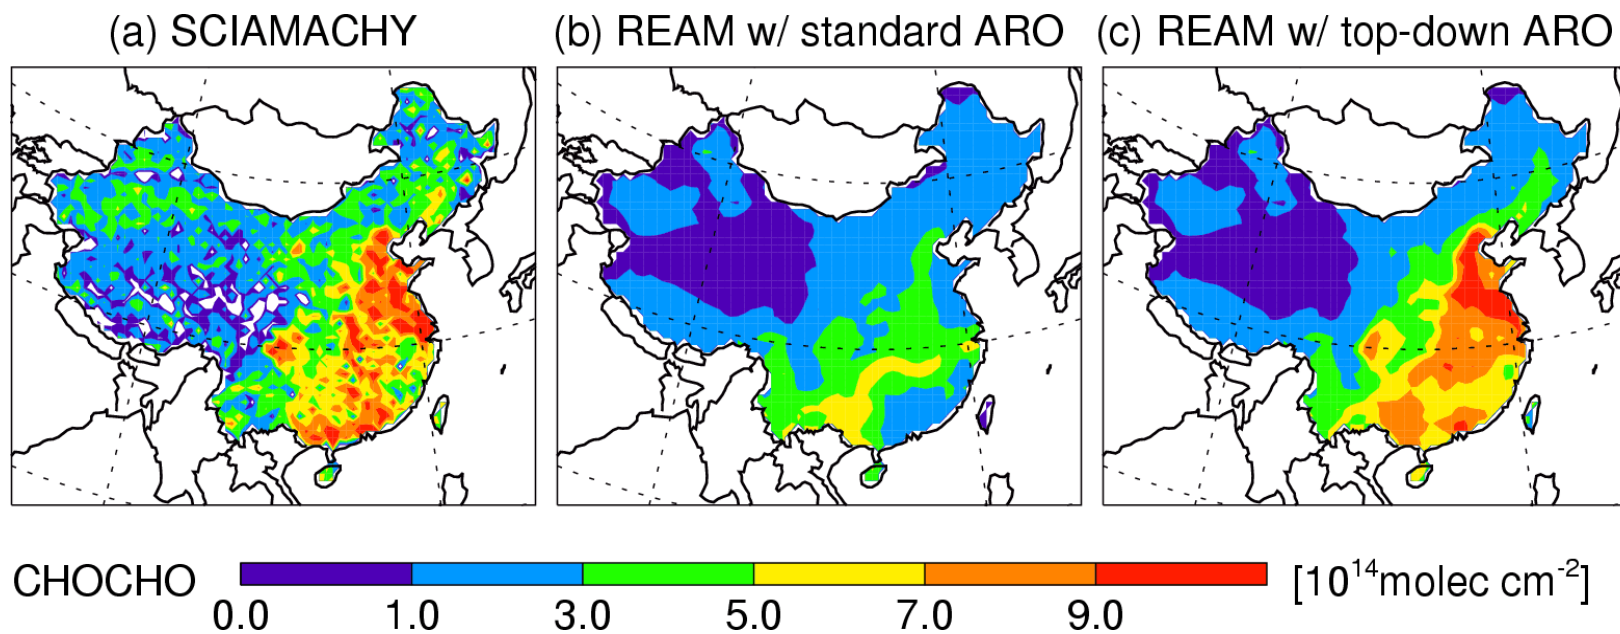 (a) SCIAMACHY (b) REAM w/ standard ARO (c) REAM w/ top-down ARO
CHOCHO [10¹⁴molec cm⁻²]
0.0 1.0 3.0 5.0 7.0 9.0